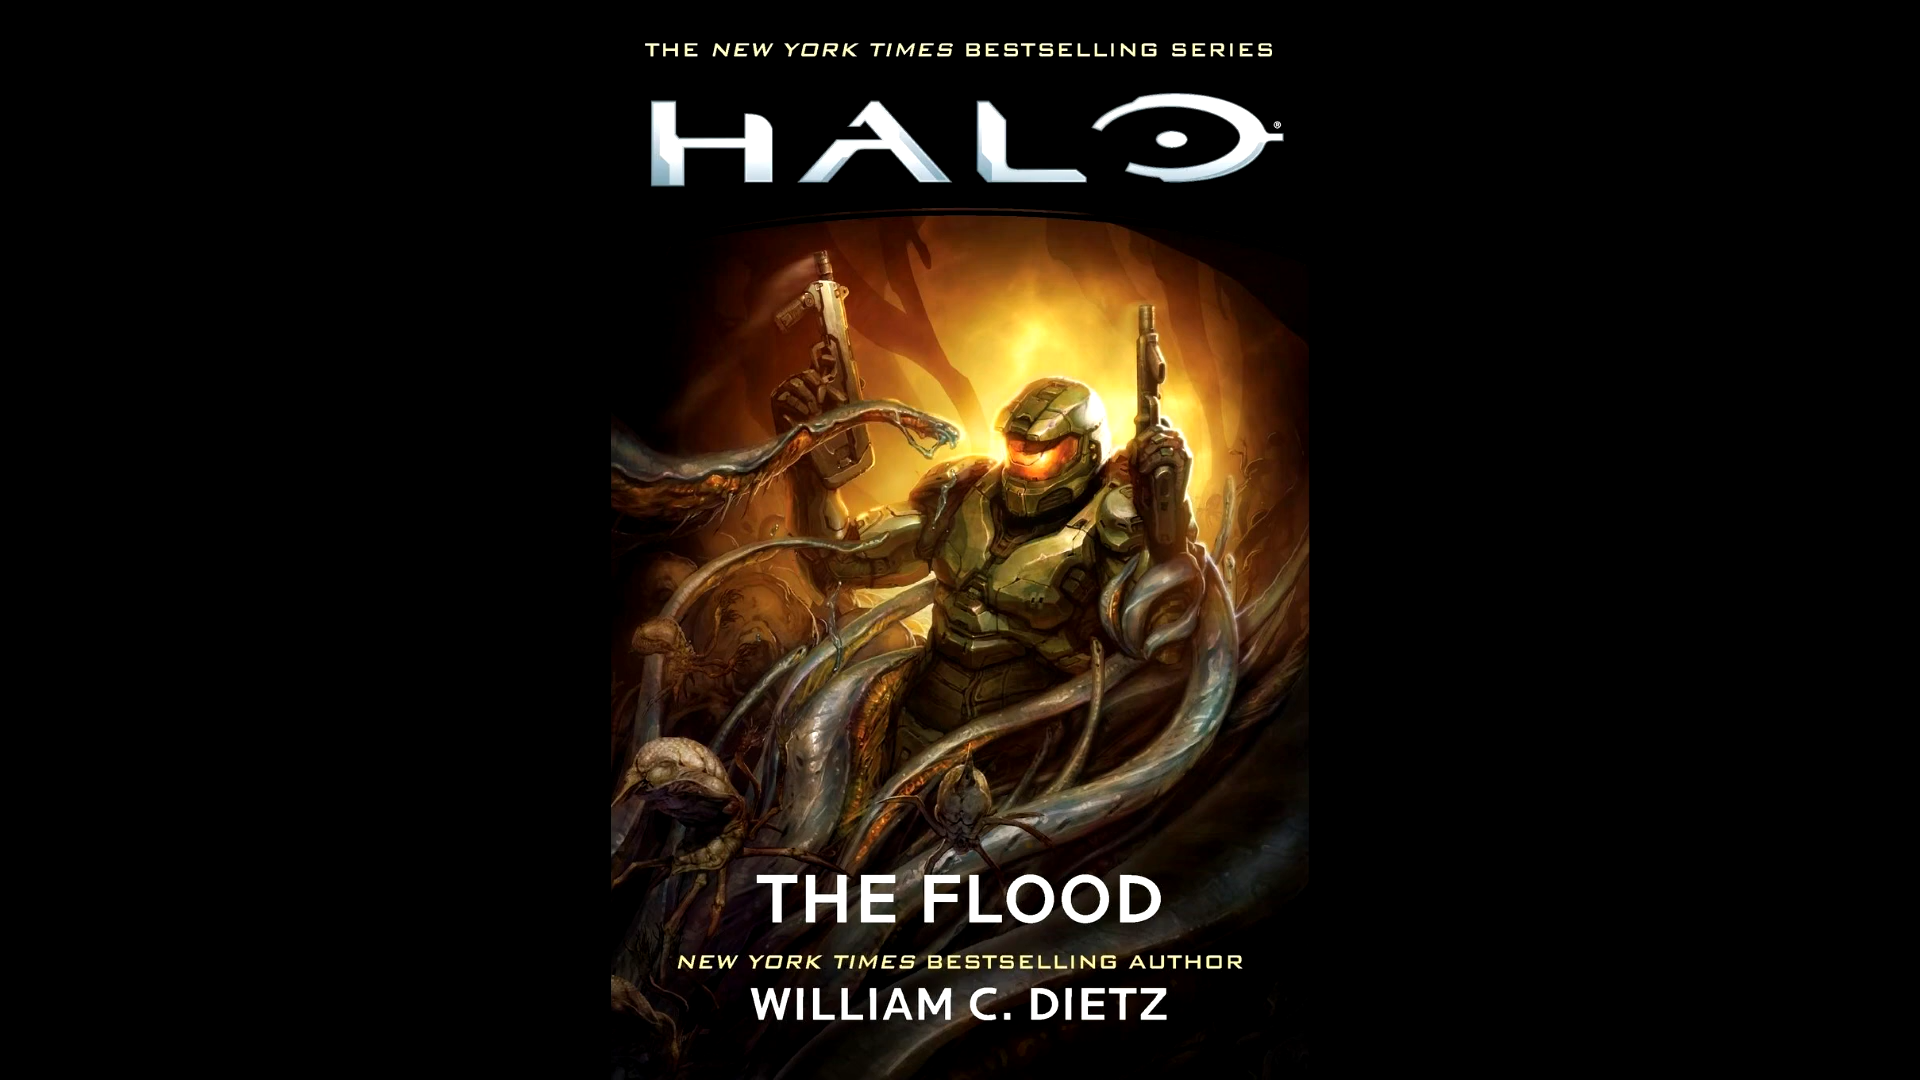 THE NEW YORK TIMES BESTSELLING SERIES
HALO®
THE FLOOD
NEW YORK TIMES BESTSELLING AUTHOR
WILLIAM C. DIETZ